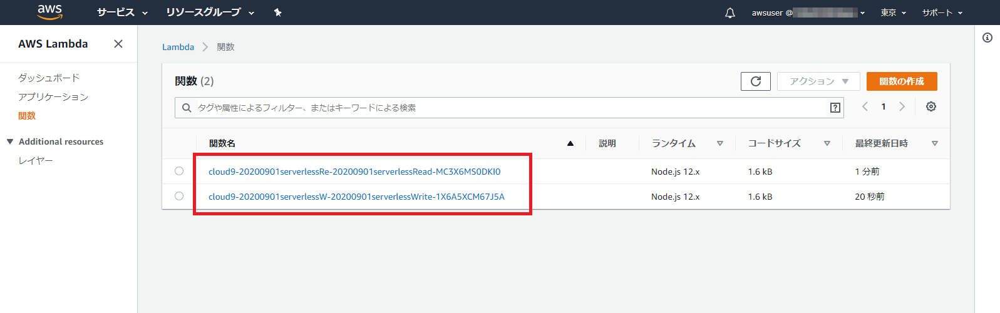 aws サービス リソースグループ awsuser @ 東京 サポート
AWS Lambda
ダッシュボード
アプリケーション
関数
Additional resources
レイヤー
Lambda 関数
関数 (2) アクション 関数の作成
タグや属性によるフィルター、またはキーワードによる検索 1
関数名 説明 ランタイム コードサイズ 最終更新日時
cloud9-20200901serverlessRe-20200901serverlessRead-MC3X6MS0DKI0 Node.js 12.x 1.6 kB 1 分前
cloud9-20200901serverlessW-20200901serverlessWrite-1X6A5XCM67J5A Node.js 12.x 1.6 kB 20 秒前